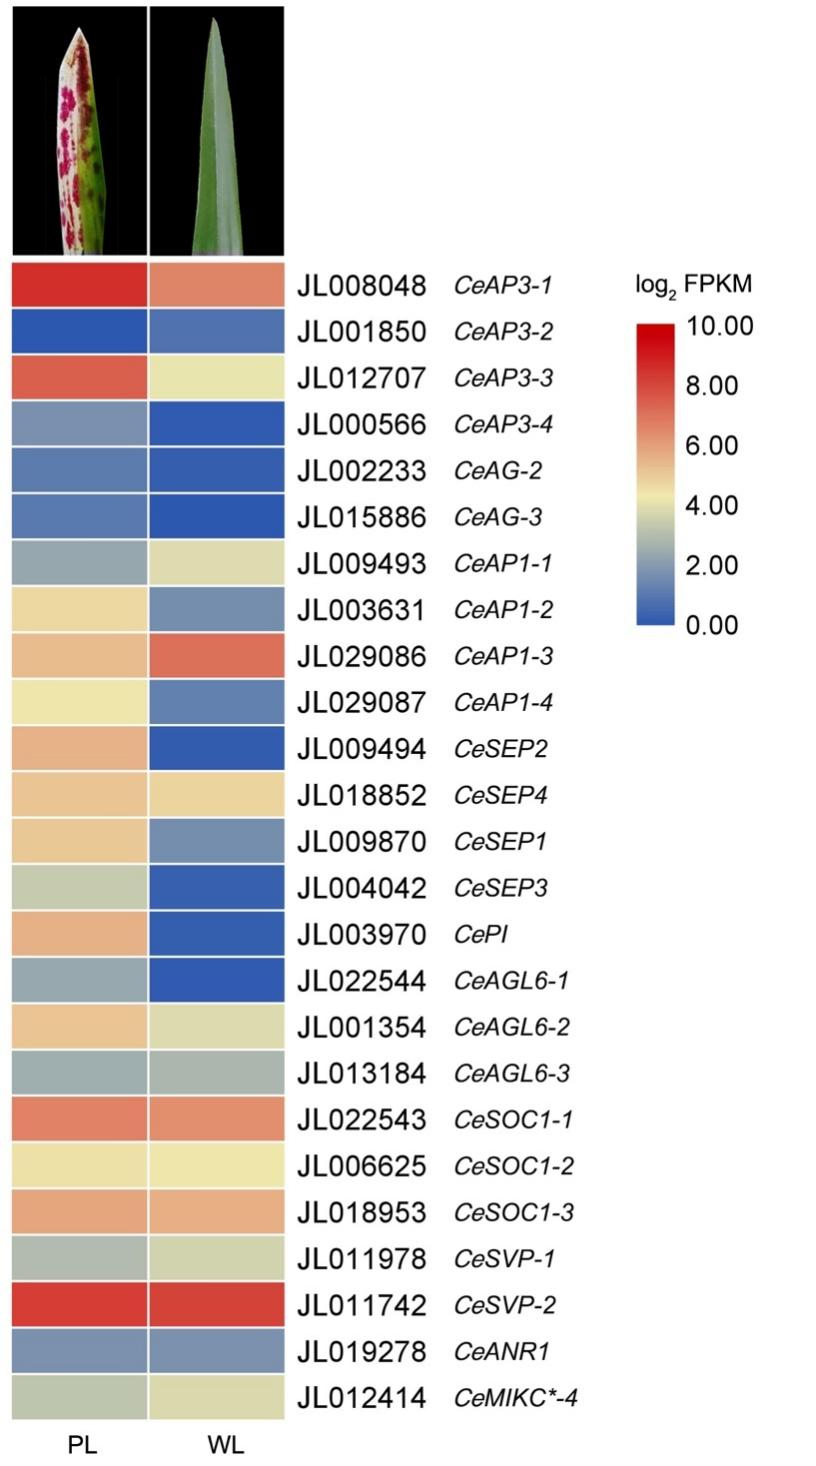 log2 FPKM
10.00
8.00
6.00
4.00
2.00
0.00
JL008048 CeAP3-1
JL001850 CeAP3-2
JL012707 CeAP3-3
JL000566 CeAP3-4
JL002233 CeAG-2
JL015886 CeAG-3
JL009493 CeAP1-1
JL003631 CeAP1-2
JL029086 CeAP1-3
JL029087 CeAP1-4
JL009494 CeSEP2
JL018852 CeSEP4
JL009870 CeSEP1
JL004042 CeSEP3
JL003970 CePI
JL022544 CeAGL6-1
JL001354 CeAGL6-2
JL013184 CeAGL6-3
JL022543 CeSOC1-1
JL006625 CeSOC1-2
JL018953 CeSOC1-3
JL011978 CeSVP-1
JL011742 CeSVP-2
JL019278 CeANR1
JL012414 CeMIKC*-4
PL WL